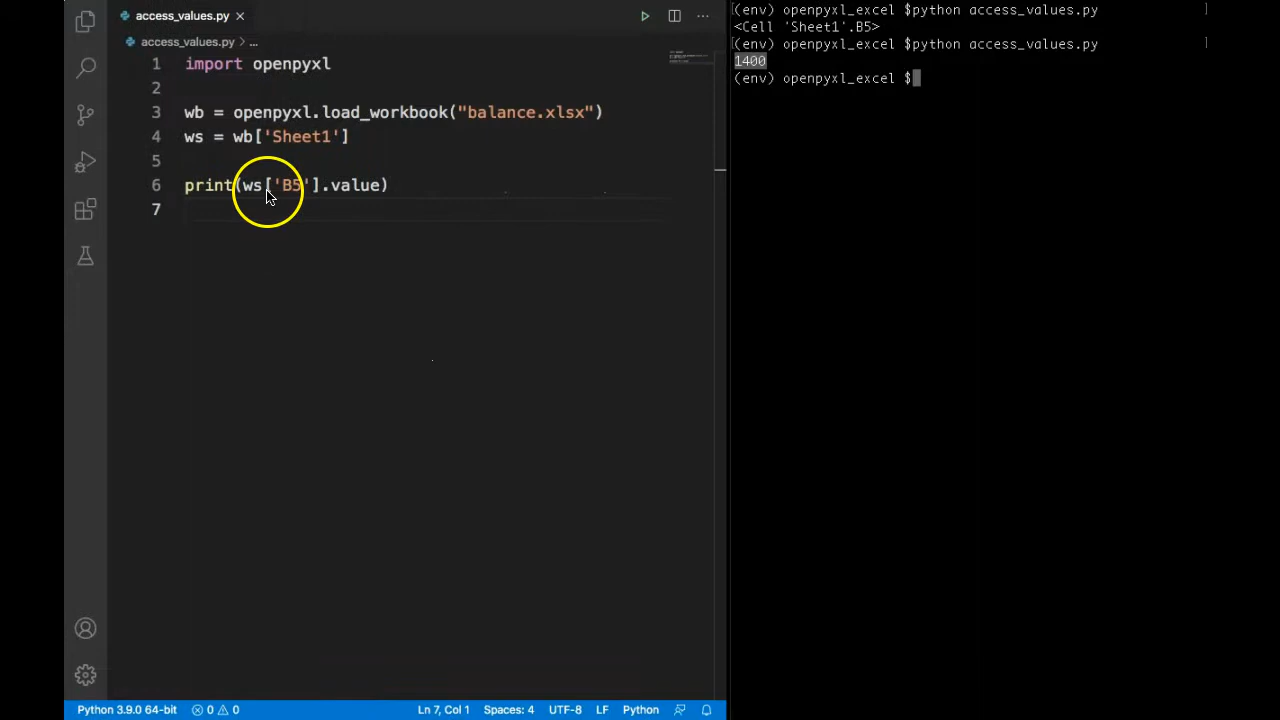 access_values.py
access_values.py > ...
1 import openpyxl
2
3 wb = openpyxl.load_workbook("balance.xlsx")
4 ws = wb['Sheet1']
5
6 print(ws['B5'].value)
7
Python 3.9.0 64-bit 0 0 Ln 7, Col 1 Spaces: 4 UTF-8 LF Python
(env) openpyxl_excel $python access_values.py
<Cell 'Sheet1'.B5>
(env) openpyxl_excel $python access_values.py
1400
(env) openpyxl_excel $